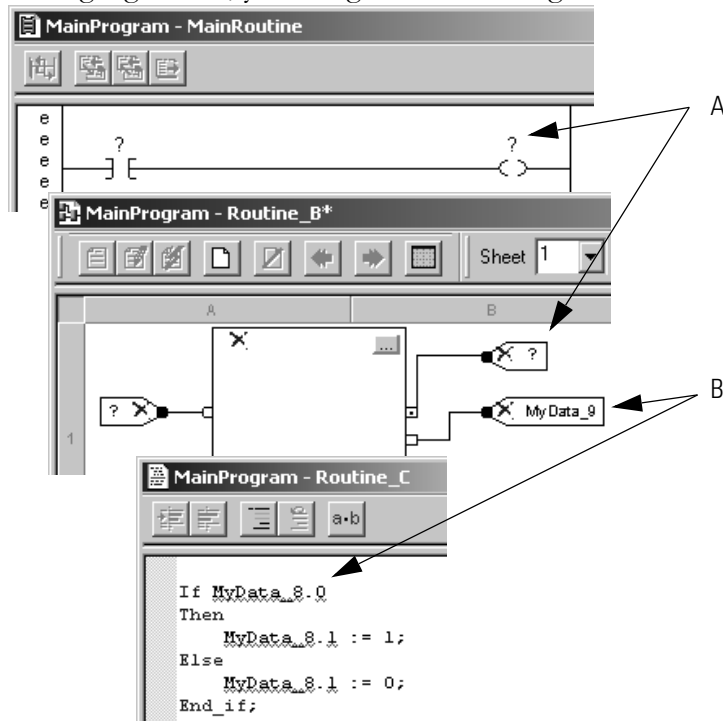 MainProgram - MainRoutine
A
e
e
e
e
e
? ?
MainProgram - Routine_B*
Sheet 1
A B
...
?
? MyData_9
B
1
MainProgram - Routine_C
a·b
If MyData_8.0
Then
MyData_8.1 := 1;
Else
MyData_8.1 := 0;
End_if;